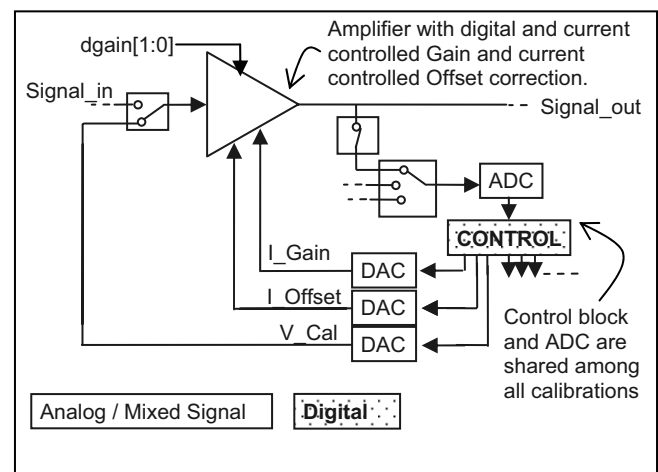 dgain[1:0]
Amplifier with digital and current
controlled Gain and current
controlled Offset correction.
Signal_in
Signal_out
ADC
CONTROL
I_Gain
DAC
I_Offset
DAC
V_Cal
DAC
Control block
and ADC are
shared among
all calibrations
Analog / Mixed Signal
Digital